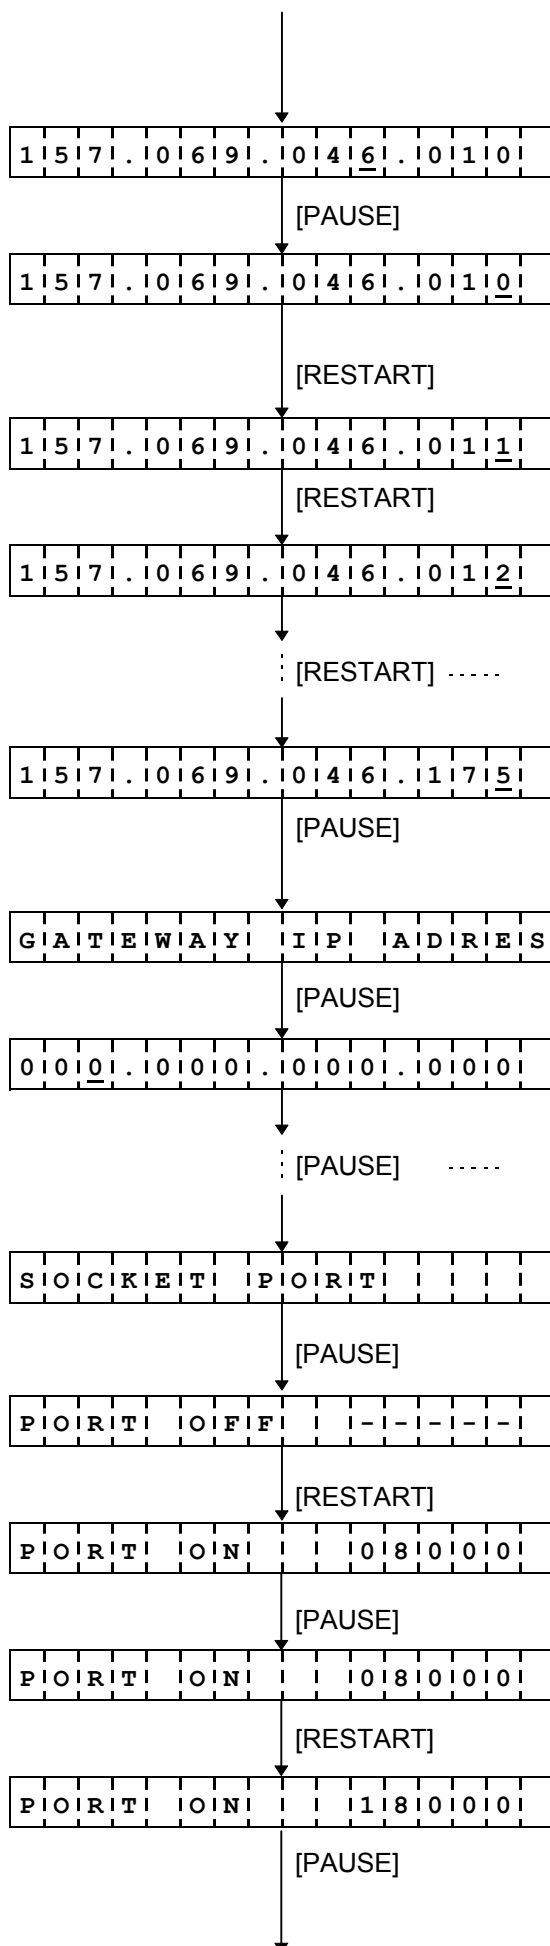 157.069.046.010
[PAUSE]
157.069.046.010
[RESTART]
157.069.046.011
[RESTART]
157.069.046.012
[RESTART] -----
157.069.046.175
[PAUSE]
GATEWAY IP ADRES
[PAUSE]
000.000.000.000
[PAUSE] -----
SOCKET PORT
[PAUSE]
PORT OFF -----
[RESTART]
PORT ON 08000
[PAUSE]
PORT ON 08000
[RESTART]
PORT ON 18000
[PAUSE]